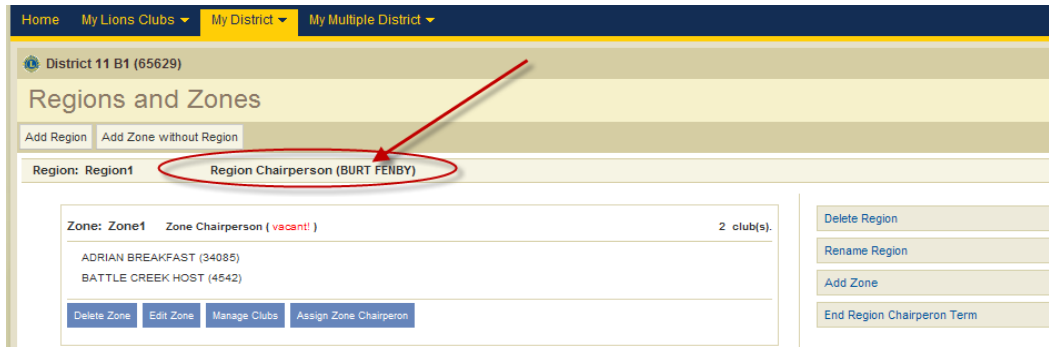 Home My Lions Clubs My District My Multiple District
District 11 B1 (65629)
Regions and Zones
Add Region Add Zone without Region
Region: Region1 Region Chairperson (BURT FENBY)
Zone: Zone1 Zone Chairperson ( vacant! ) 2 club(s).
ADRIAN BREAKFAST (34085)
BATTLE CREEK HOST (4542)
Delete Zone Edit Zone Manage Clubs Assign Zone Chairperon
Delete Region
Rename Region
Add Zone
End Region Chairperon Term